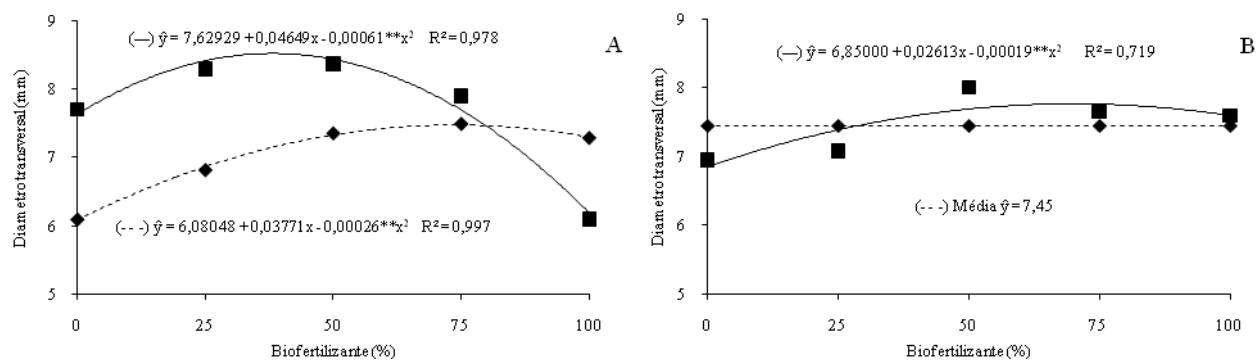 A
(—) ŷ = 7,62929 + 0,04649x - 0,00061**x² R² = 0,978
Diametro transversal (mm)
9
8
7
6
5
(- - -) ŷ = 6,08048 + 0,03771x - 0,00026**x² R² = 0,997
0 25 50 75 100
Biofertilizante (%)
B
(—) ŷ = 6,85000 + 0,02613x - 0,00019**x² R² = 0,719
Diametro transversal (mm)
9
8
7
6
5
(- - -) Média ŷ = 7,45
0 25 50 75 100
Biofertilizante (%)